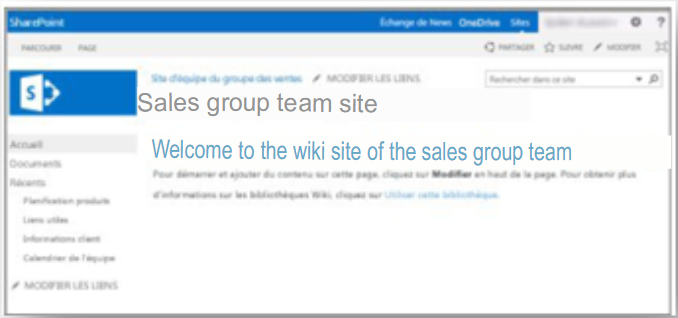 SharePoint
Échange de News OneDrive Sites ?
PARCOURIR PAGE
PARTAGER SUIVRE MODIFIER
S
Site d'équipe du groupe des ventes MODIFIER LES LIENS
Rechercher dans ce site
Sales group team site
Accueil
Documents
Récents
Planification produits
Liens utiles
Informations client
Calendrier de l'équipe
MODIFIER LES LIENS
Welcome to the wiki site of the sales group team
Pour démarrer et ajouter du contenu sur cette page, cliquez sur Modifier en haut de la page. Pour obtenir plus
d'informations sur les bibliothèques Wiki, cliquez sur Utiliser cette bibliothèque.